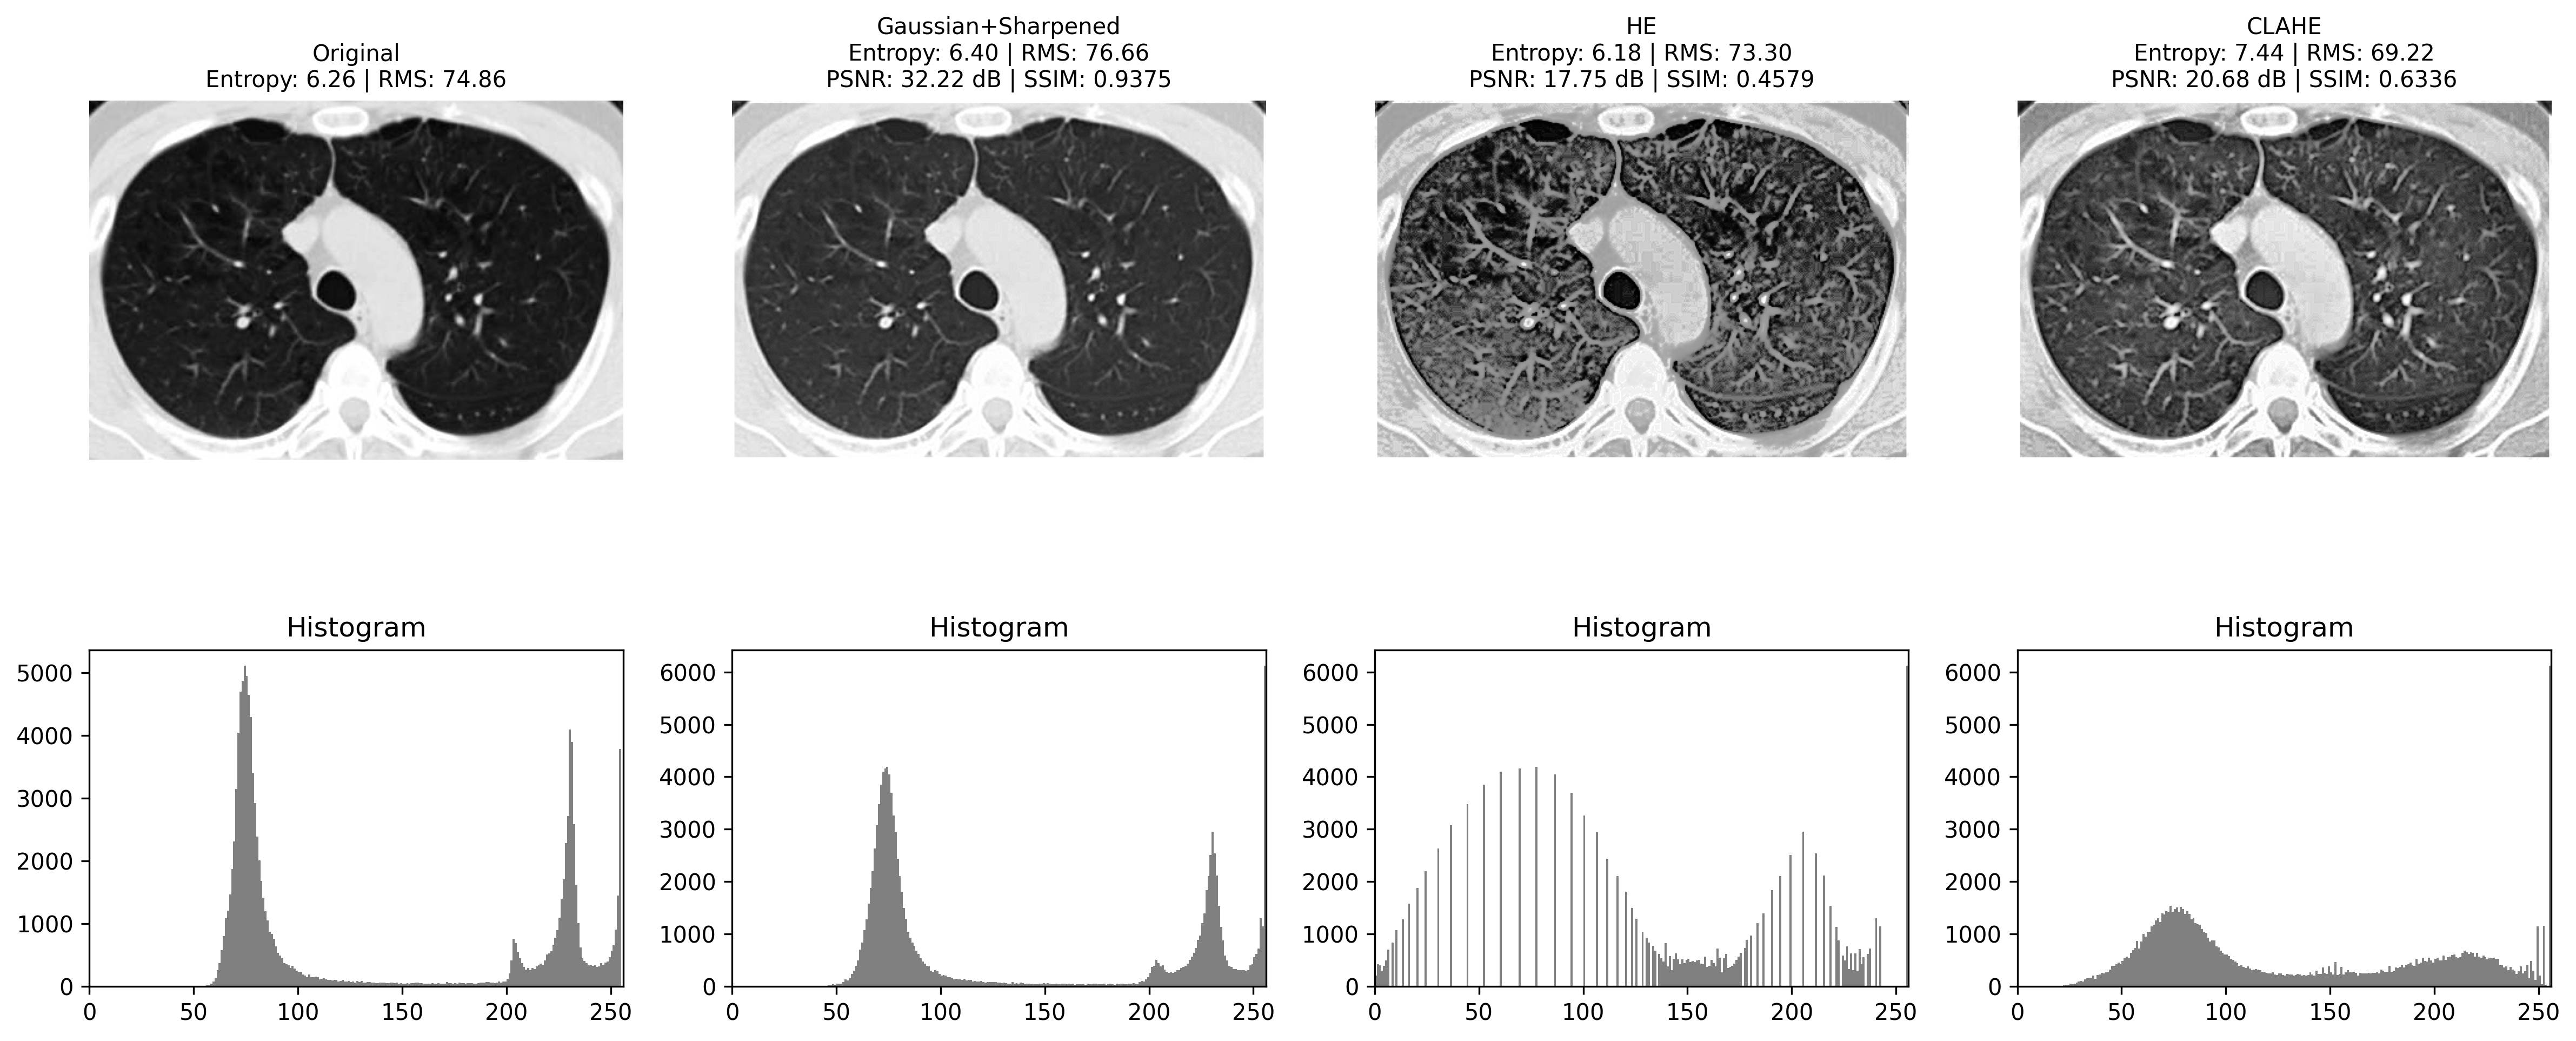 Original
Entropy: 6.26 | RMS: 74.86
Gaussian+Sharpened
Entropy: 6.40 | RMS: 76.66
PSNR: 32.22 dB | SSIM: 0.9375
HE
Entropy: 6.18 | RMS: 73.30
PSNR: 17.75 dB | SSIM: 0.4579
CLAHE
Entropy: 7.44 | RMS: 69.22
PSNR: 20.68 dB | SSIM: 0.6336
Histogram
5000
4000
3000
2000
1000
0
0 50 100 150 200 250
Histogram
6000
5000
4000
3000
2000
1000
0
0 50 100 150 200 250
Histogram
6000
5000
4000
3000
2000
1000
0
0 50 100 150 200 250
Histogram
6000
5000
4000
3000
2000
1000
0
0 50 100 150 200 250